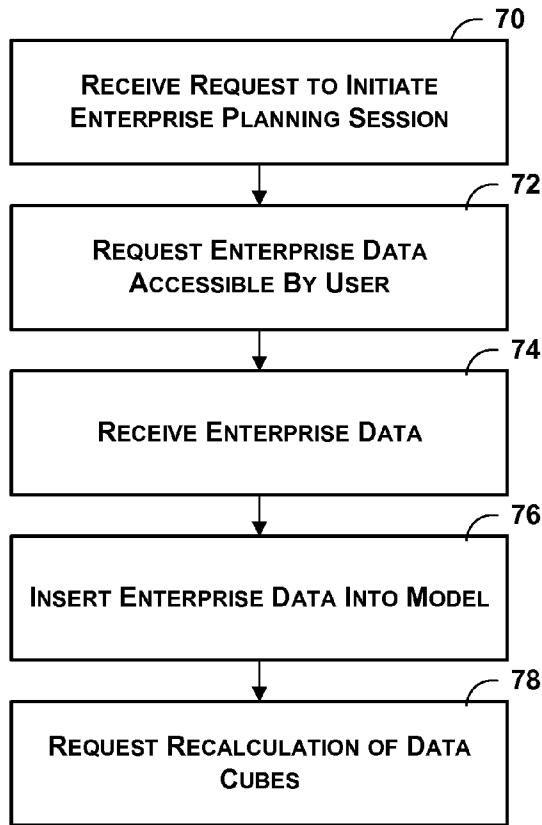 70
RECEIVE REQUEST TO INITIATE
ENTERPRISE PLANNING SESSION
72
REQUEST ENTERPRISE DATA
ACCESSIBLE BY USER
74
RECEIVE ENTERPRISE DATA
76
INSERT ENTERPRISE DATA INTO MODEL
78
REQUEST RECALCULATION OF DATA
CUBES